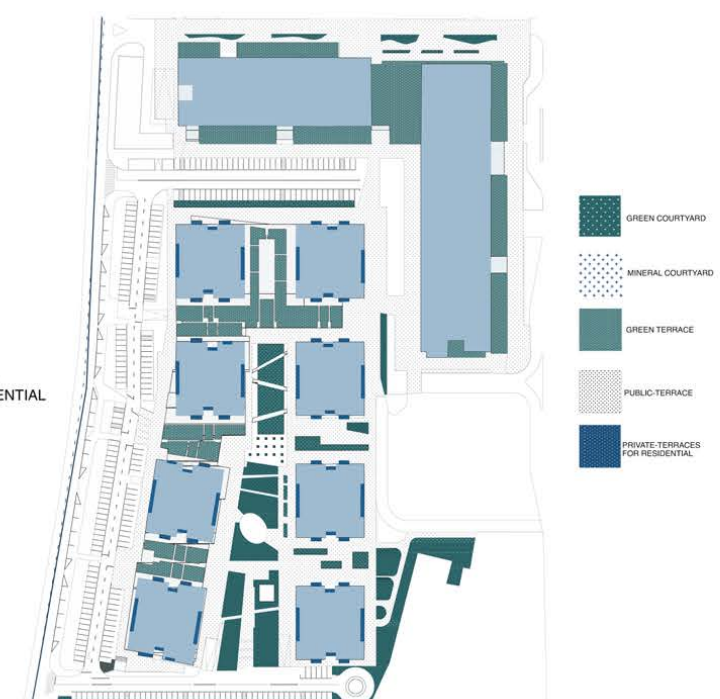 GREEN COURTYARD
MINERAL COURTYARD
GREEN TERRACE
ENTIAL
PUBLIC-TERRACE
PRIVATE-TERRACES
FOR RESIDENTIAL